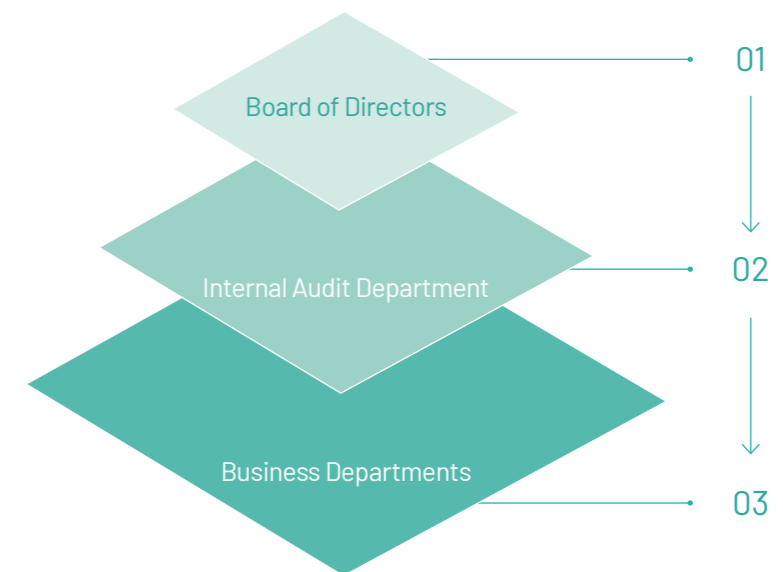 01
Board of Directors
02
Internal Audit Department
Business Departments
03